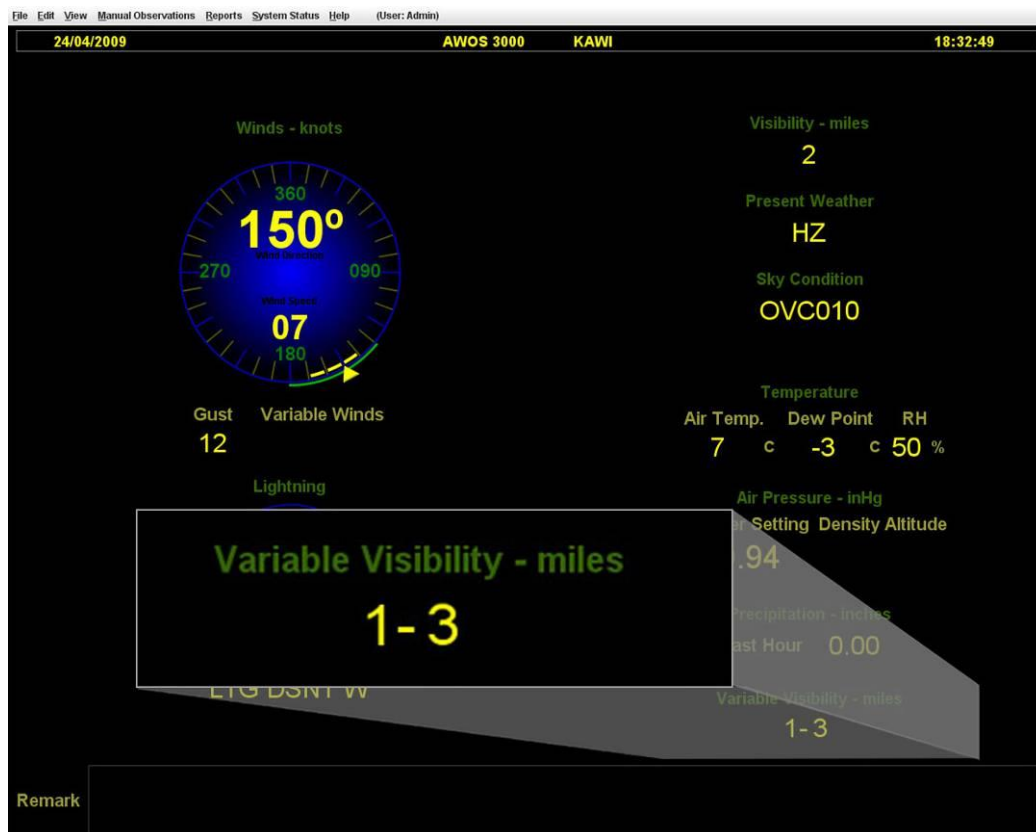 File Edit View Manual Observations Reports System Status Help (User: Admin)
24/04/2009 AWOS 3000 KAWI 18:32:49
Winds - knots
360
150º
Wind Direction
270 090
Wind Speed
07
180
Gust Variable Winds
12
Lightning
Visibility - miles
2
Present Weather
HZ
Sky Condition
OVC010
Temperature
Air Temp. Dew Point RH
7 C -3 C 50 %
Air Pressure - inHg
Setting Density Altitude
.94
Precipitation - inches
Hour 0.00
Variable Visibility - miles
1- 3
Variable Visibility - miles
1- 3
LTG DSNT W
Remark